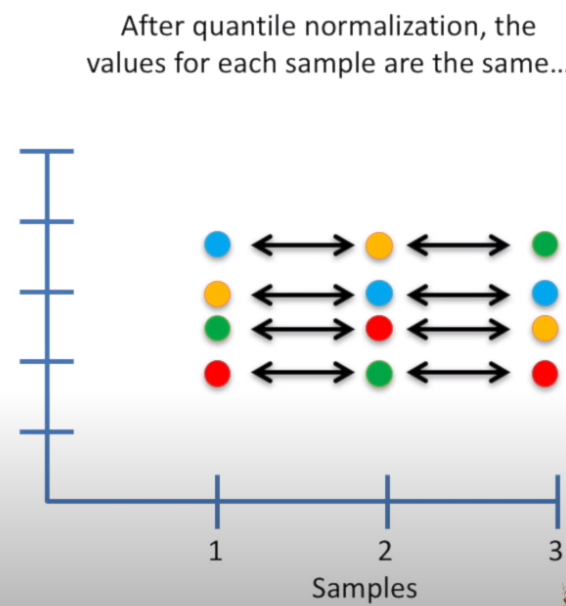 After quantile normalization, the
values for each sample are the same...
1
2
3
Samples